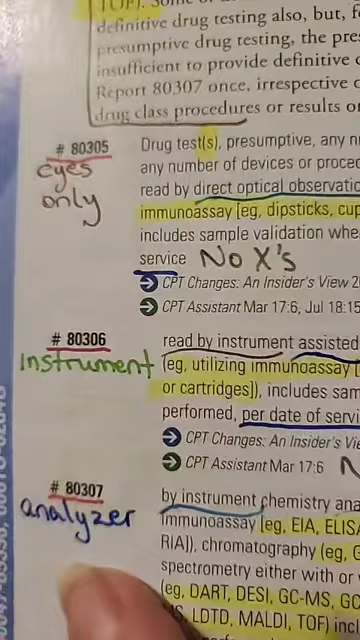 TOF). Some
definitive drug testing also, but,
presumptive drug testing, the pres
insufficient to provide definitive
Report 80307 once, irrespective
drug class procedures or results o
# 80305
eyes
only
Drug test(s), presumptive, any
any number of devices or proced
read by direct optical observatio
immunoassay [eg, dipsticks, cup
includes sample validation whe
service No X's
CPT Changes: An Insider's View 2
CPT Assistant Mar 17:6, Jul 18:15
# 80306
instrument
read by instrument assisted
(eg, utilizing immunoassay [
or cartridges]), includes sam
performed, per date of servi
CPT Changes: An Insider's Vie
CPT Assistant Mar 17:6 N
# 80307
analyzer
by instrument chemistry ana
immunoassay [eg, EIA, ELISA
RIA]), chromatography (eg, G
spectrometry either with or
(eg, DART, DESI, GC-MS, GC
MS, LDTD, MALDI, TOF) incl